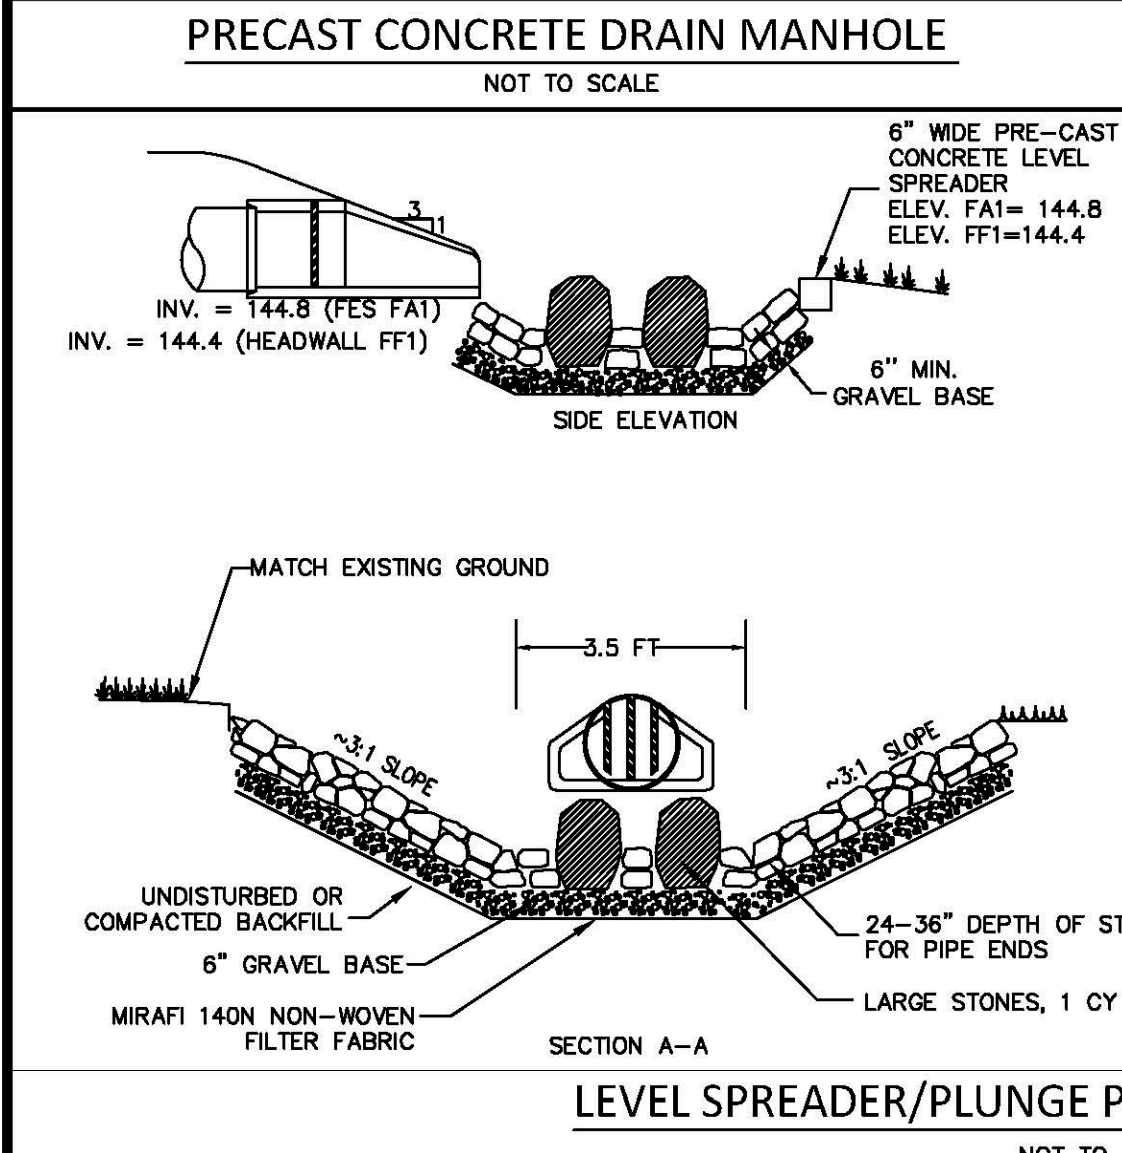 PRECAST CONCRETE DRAIN MANHOLE
NOT TO SCALE
6" WIDE PRE-CAST
CONCRETE LEVEL
SPREADER
ELEV. FA1= 144.8
ELEV. FF1=144.4
3
1
INV. = 144.8 (FES FA1)
INV. = 144.4 (HEADWALL FF1)
6" MIN.
GRAVEL BASE
SIDE ELEVATION
MATCH EXISTING GROUND
3.5 FT
~3:1 SLOPE
~3:1 SLOPE
UNDISTURBED OR
COMPACTED BACKFILL
6" GRAVEL BASE
MIRAFI 140N NON-WOVEN
FILTER FABRIC
24-36" DEPTH OF ST
FOR PIPE ENDS
LARGE STONES, 1 CY
SECTION A-A
LEVEL SPREADER/PLUNGE P
NOT TO